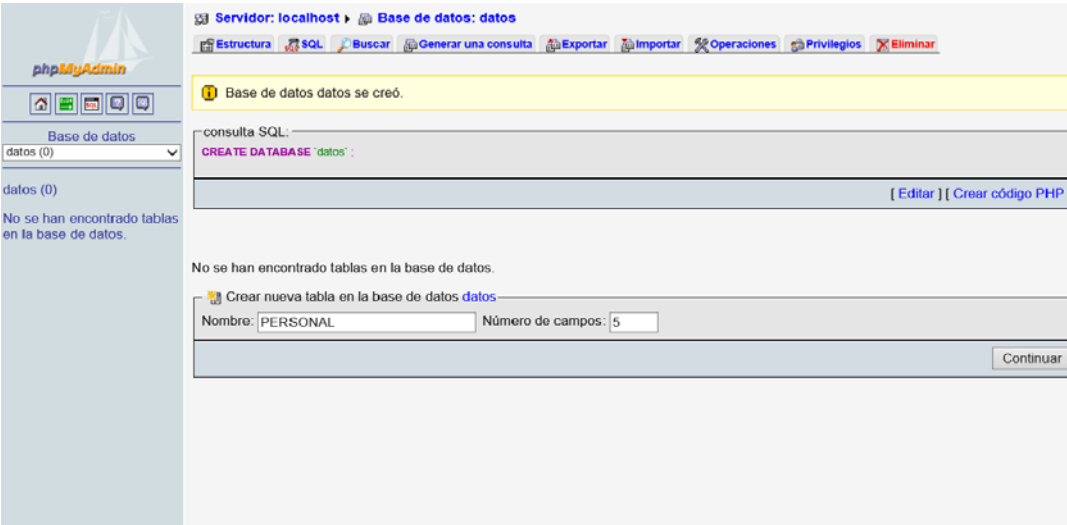 phpMyAdmin
Base de datos
datos (0)
datos (0)
No se han encontrado tablas
en la base de datos.
Servidor: localhost Base de datos: datos
Estructura SQL Buscar Generar una consulta Exportar Importar Operaciones Privilegios Eliminar
Base de datos datos se creó.
consulta SQL:
CREATE DATABASE `datos` ;
[ Editar ] [ Crear código PHP
No se han encontrado tablas en la base de datos.
Crear nueva tabla en la base de datos datos
Nombre: PERSONAL Número de campos: 5
Continuar